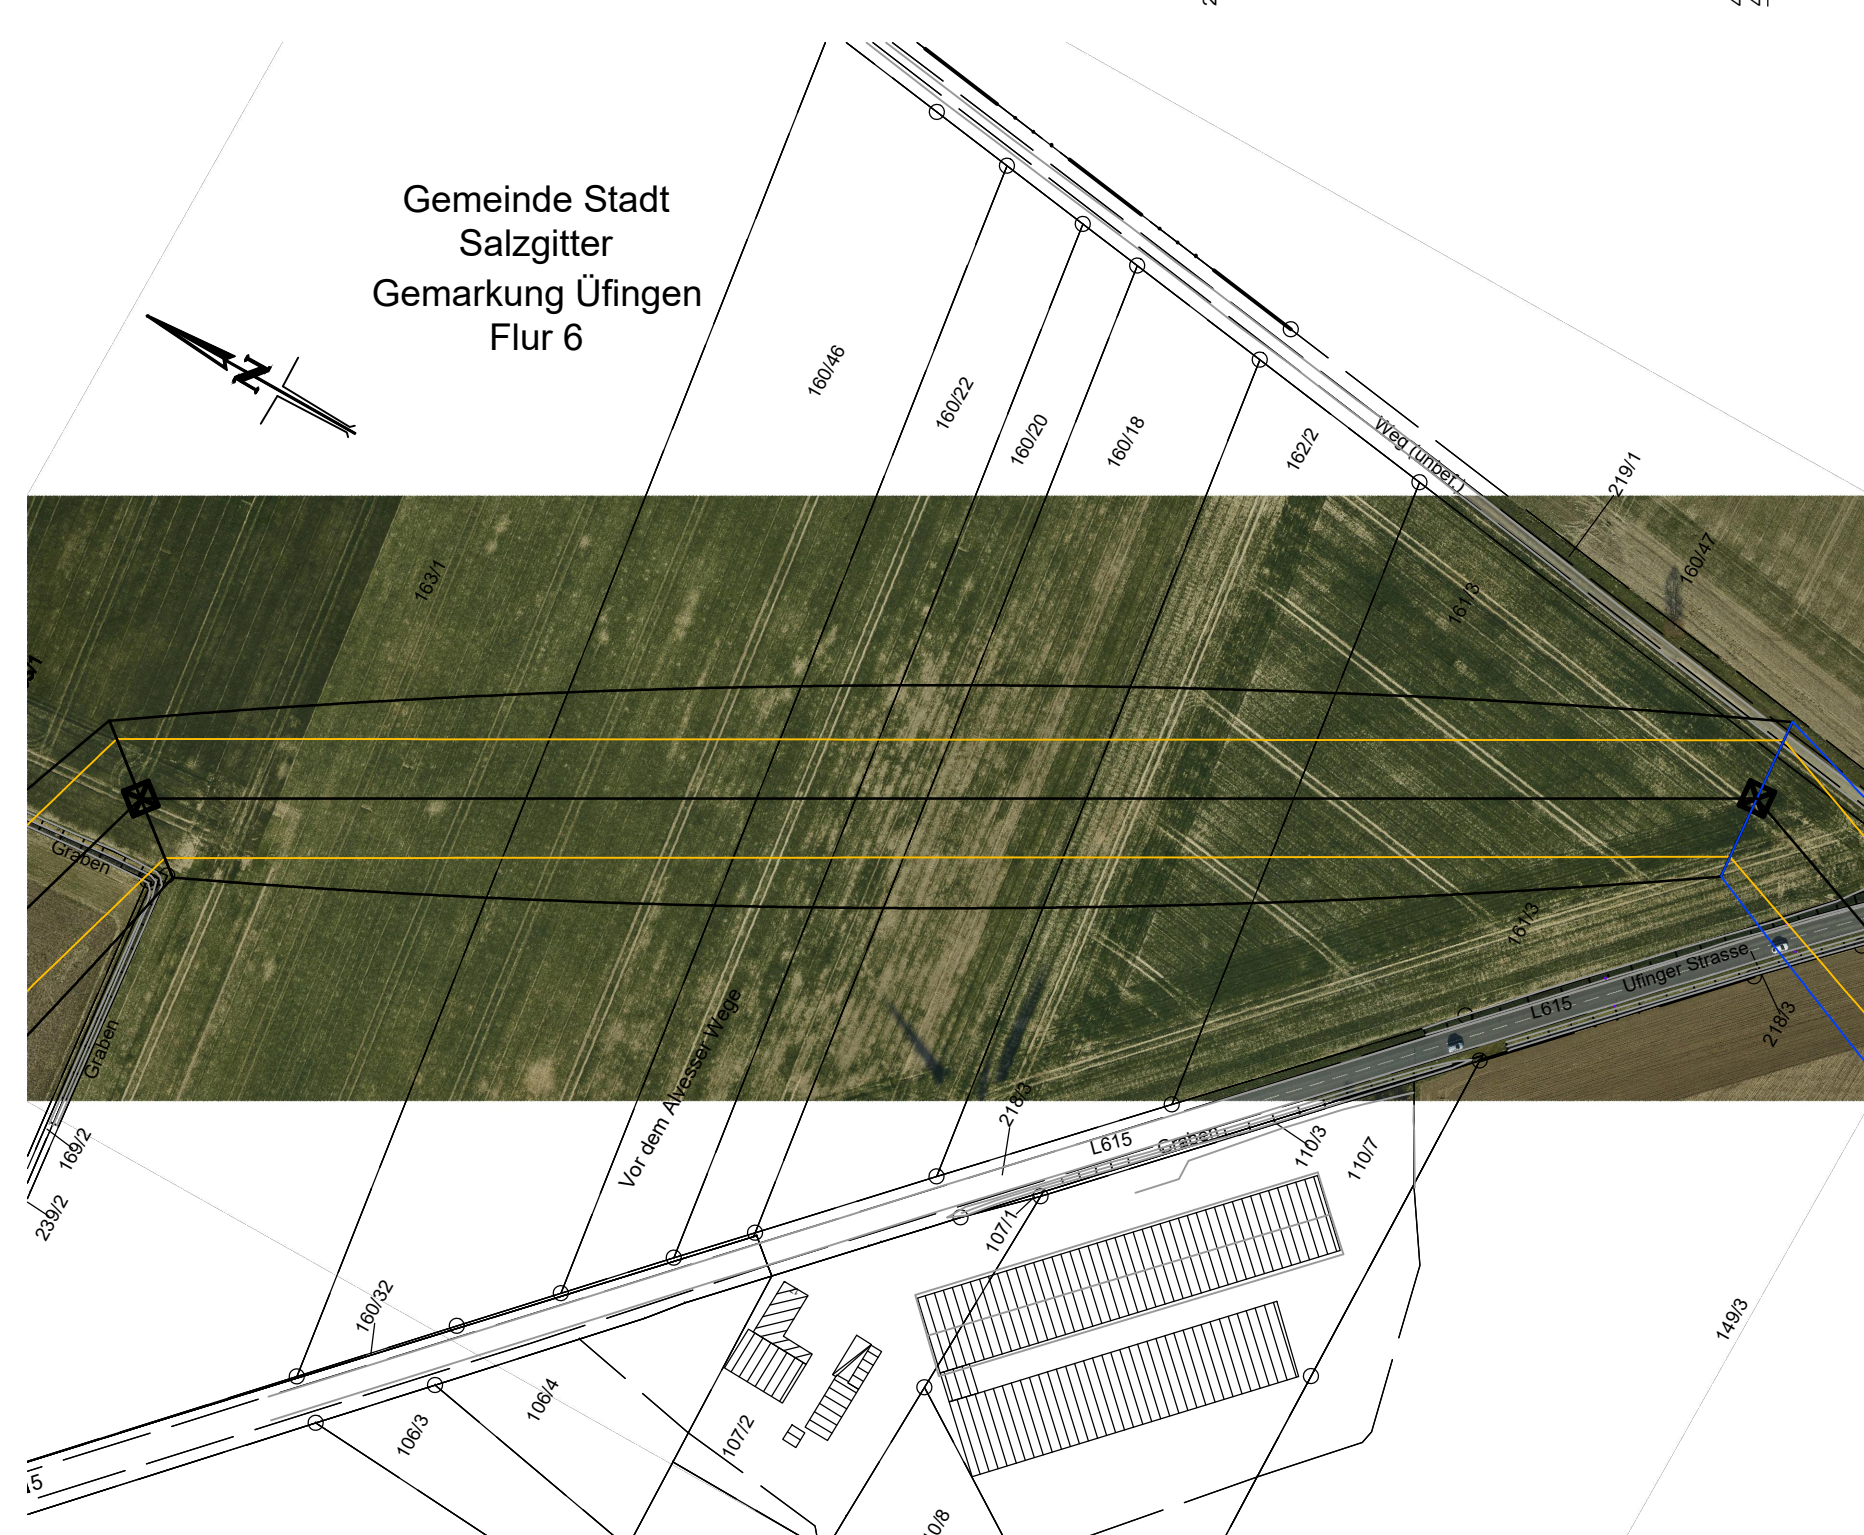 Gemeinde Stadt
Salzgitter
Gemarkung Üfingen
Flur 6
N
160/46
160/22
160/20
160/18
162/2
Weg (unbef.)
219/1
160/47
163/1
161/3
Graben
Graben
161/3
Ufinger Strasse
L615
218/3
Vor dem Alvesser Wege
218/3
L615
Graben
110/3
110/7
169/2
239/2
107/1
160/32
149/3
106/3
106/4
107/2